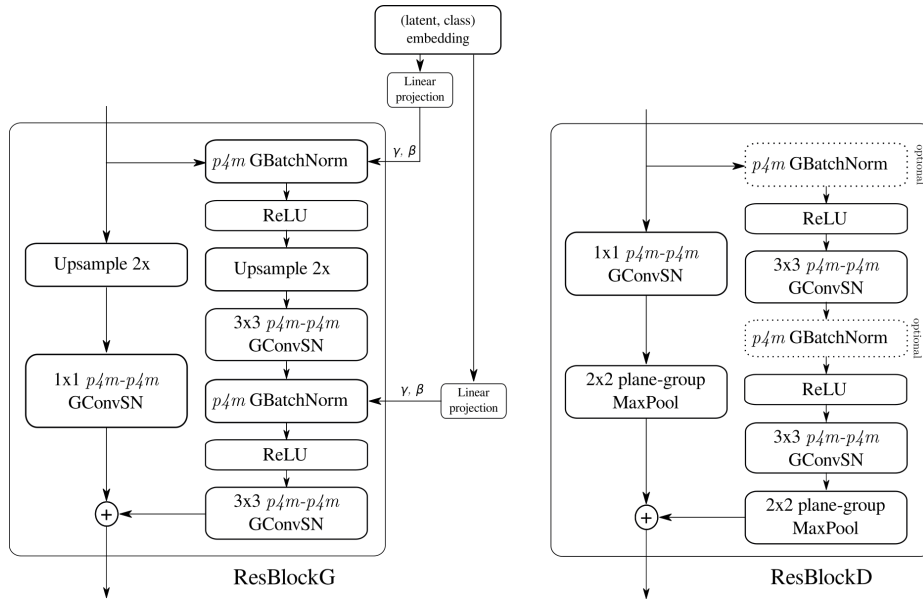 (latent, class)
embedding
Linear
projection
γ, β
p4m GBatchNorm
ReLU
Upsample 2x
Upsample 2x
3x3 p4m-p4m
GConvSN
1x1 p4m-p4m
GConvSN
p4m GBatchNorm
γ, β
Linear
projection
ReLU
3x3 p4m-p4m
GConvSN
+
ResBlockG
p4m GBatchNorm
optional
ReLU
1x1 p4m-p4m
GConvSN
3x3 p4m-p4m
GConvSN
p4m GBatchNorm
optional
2x2 plane-group
MaxPool
ReLU
3x3 p4m-p4m
GConvSN
2x2 plane-group
MaxPool
+
ResBlockD